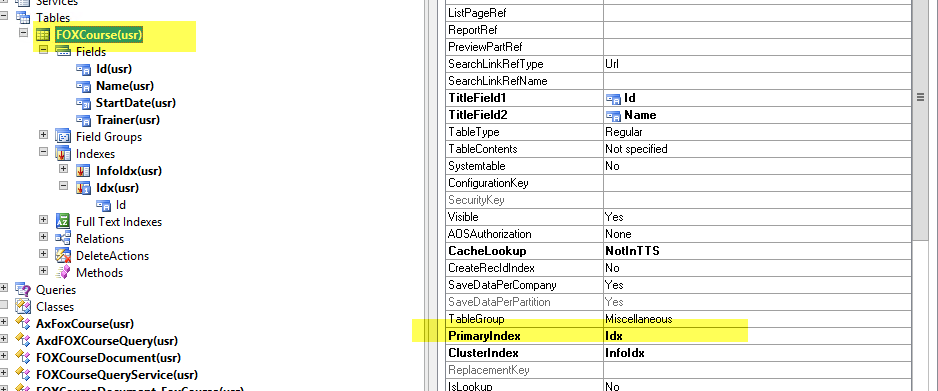 Services
Tables
FOXCourse(usr)
Fields
Id(usr)
Name(usr)
StartDate(usr)
Trainer(usr)
Field Groups
Indexes
InfoIdx(usr)
Idx(usr)
Id
Full Text Indexes
Relations
DeleteActions
Methods
Queries
Classes
AxFoxCourse(usr)
AxdFOXCourseQuery(usr)
FOXCourseDocument(usr)
FOXCourseQueryService(usr)
ListPageRef
ReportRef
PreviewPartRef
SearchLinkRefType Url
SearchLinkRefName
TitleField1 Id
TitleField2 Name
TableType Regular
TableContents Not specified
Systemtable No
ConfigurationKey
SecurityKey
Visible Yes
AOSAuthorization None
CacheLookup NotInTTS
CreateRecIdIndex No
SaveDataPerCompany Yes
SaveDataPerPartition Yes
TableGroup Miscellaneous
PrimaryIndex Idx
ClusterIndex InfoIdx
ReplacementKey
IsLookup No